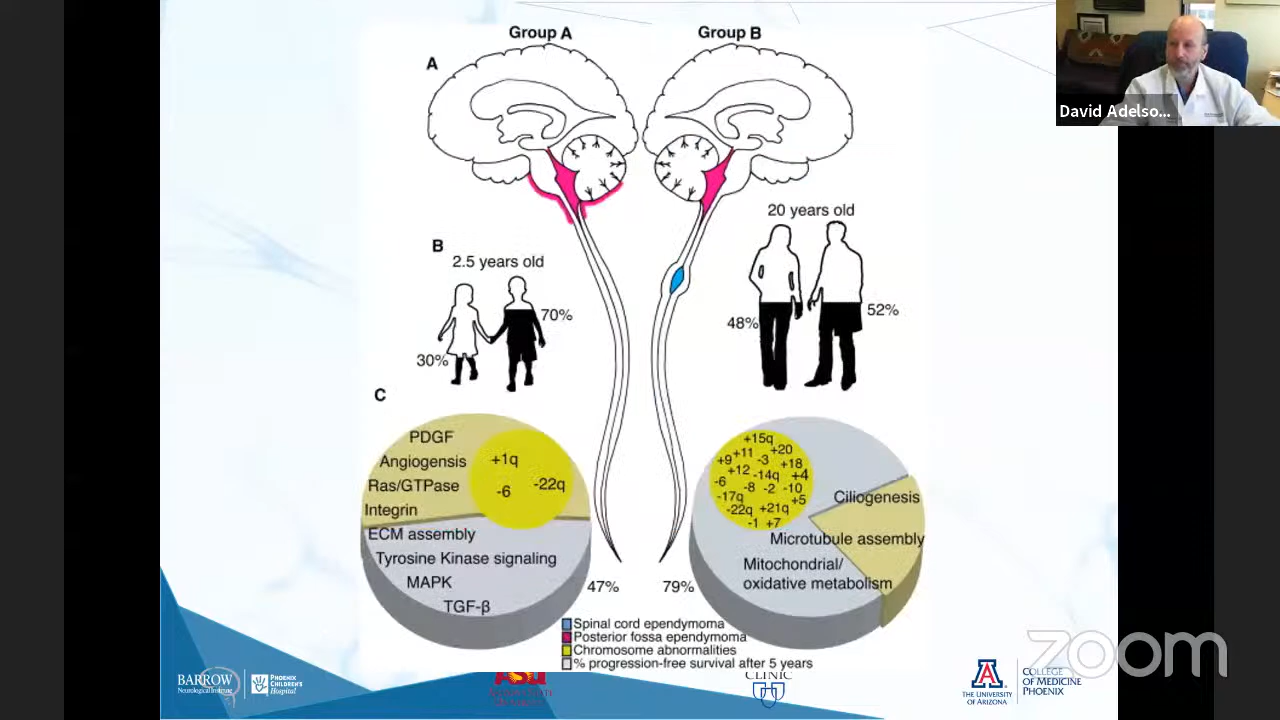 Group A
Group B
David Adelso...
A
20 years old
B
2.5 years old
70%
30%
48%
52%
C
PDGF
Angiogensis
Ras/GTPase
Integrin
ECM assembly
Tyrosine Kinase signaling
MAPK
TGF-β
+1q
-6
-22q
47%
79%
+15q
+11
+20
+9
-3
+18
+12
-14q
+4
-6
-8
-2
-10
-17q
+5
-22q
+21q
-1
+7
Ciliogenesis
Microtubule assembly
Mitochondrial/
oxidative metabolism
Spinal cord ependymoma
Posterior fossa ependymoma
Chromosome abnormalities
% progression-free survival after 5 years
BARROW
Neurological Institute
PHOENIX
CHILDREN'S
Hospital
ASU
CLINIC
THE UNIVERSITY
OF ARIZONA
COLLEGE
OF MEDICINE
PHOENIX
zoom